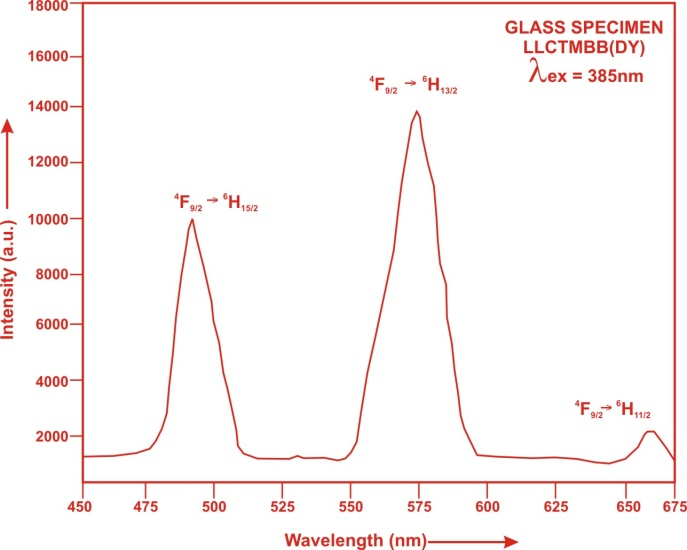 GLASS SPECIMEN
LLCTMBB(DY)
λex = 385nm
⁴F₉/₂ → ⁶H₁₃/₂
⁴F₉/₂ → ⁶H₁₅/₂
⁴F₉/₂ → ⁶H₁₁/₂
Intensity (a.u.)
18000
16000
14000
12000
10000
8000
6000
4000
2000
450 475 500 525 550 575 600 625 650 675
Wavelength (nm)